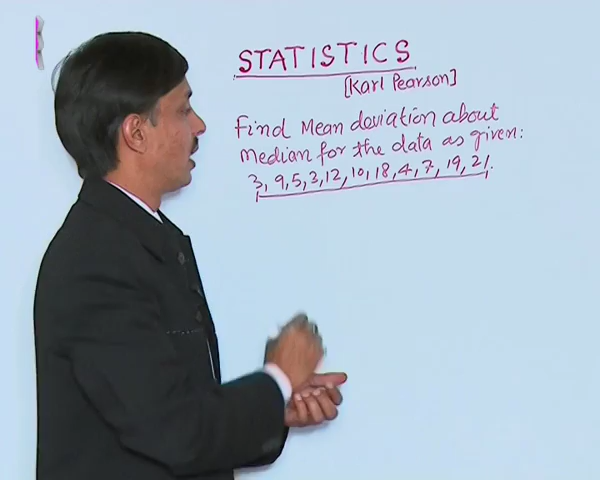 STATISTICS
[Karl Pearson]
Find Mean deviation about
Median for the data as given:
3, 9, 5, 3, 12, 10, 18, 4, 7, 19, 21.